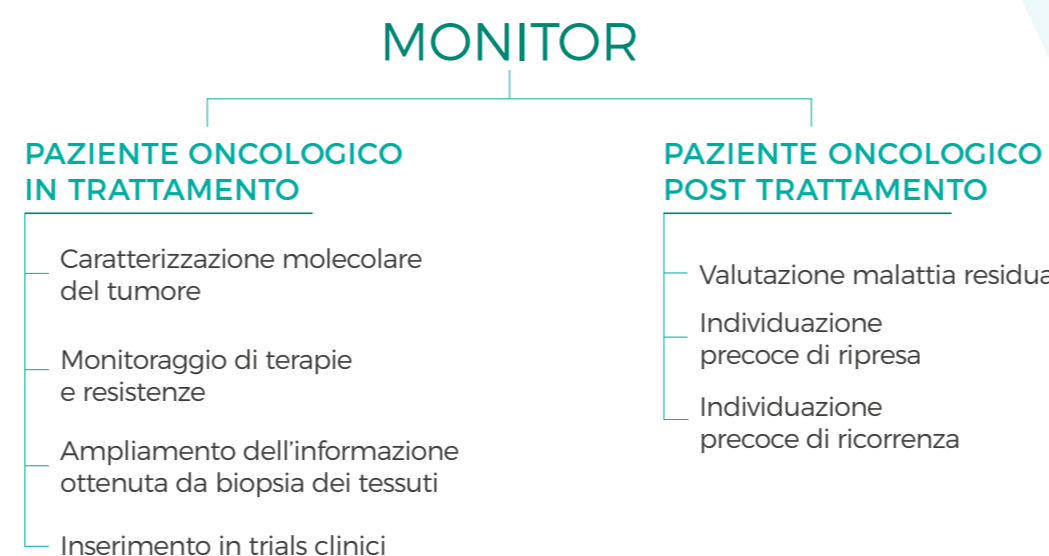 MONITOR
PAZIENTE ONCOLOGICO
IN TRATTAMENTO
Caratterizzazione molecolare
del tumore
Monitoraggio di terapie
e resistenze
Ampliamento dell'informazione
ottenuta da biopsia dei tessuti
Inserimento in trials clinici
PAZIENTE ONCOLOGICO
POST TRATTAMENTO
Valutazione malattia residua
Individuazione
precoce di ripresa
Individuazione
precoce di ricorrenza